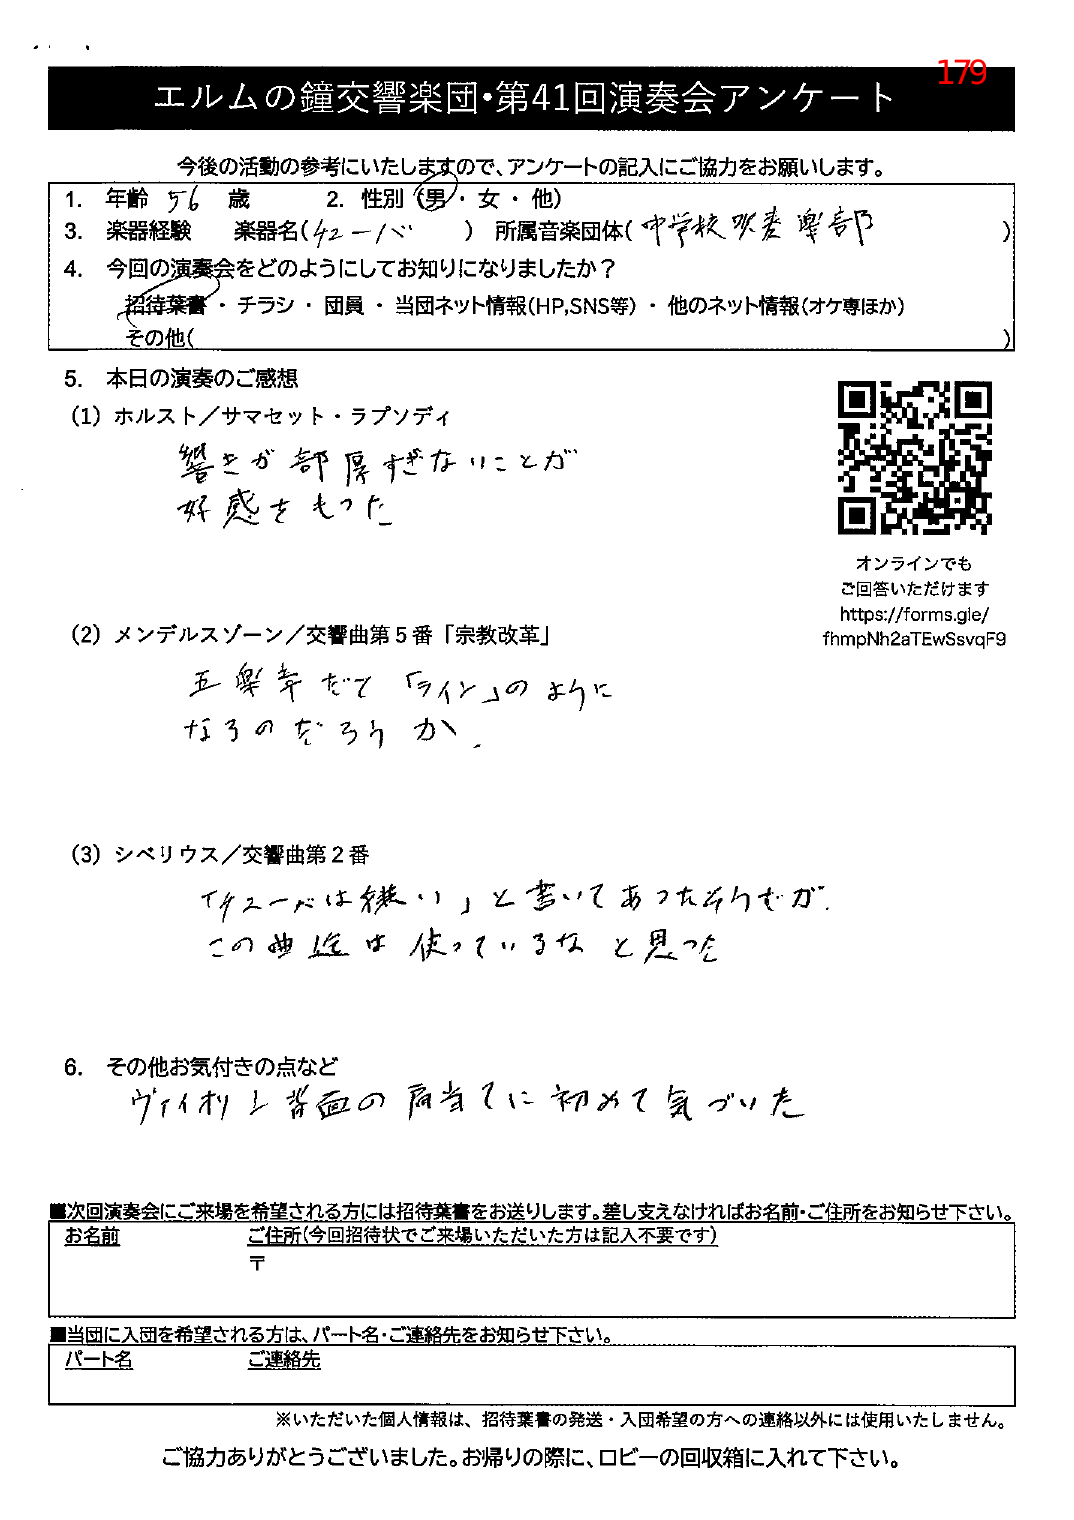 179
エルムの鐘交響楽団・第41回演奏会アンケート
今後の活動の参考にいたしますので、アンケートの記入にご協力をお願いします。
1. 年齢 56 歳 2. 性別 (男・女・他)
3. 楽器経験 楽器名(チューバ) 所属音楽団体(中学校吹奏楽部)
4. 今回の演奏会をどのようにしてお知りになりましたか？
招待葉書・チラシ・団員・当団ネット情報(HP,SNS等)・他のネット情報(オケ専ほか)
その他( )
5. 本日の演奏のご感想
(1) ホルスト／サマセット・ラプソディ
響きが部厚すぎないことが
好感をもった
オンラインでも
ご回答いただけます
https://forms.gle/
fhmpNh2aTEwSsvqF9
(2) メンデルスゾーン／交響曲第５番「宗教改革」
五楽章だて「ライン」のように
なるのだろうか.
(3) シベリウス／交響曲第２番
「チューバは嫌い」と書いてあったそうだが.
この曲迄は使っているなと思った
6. その他お気付きの点など
ヴァイオリン背面の肩当てに初めて気づいた
■次回演奏会にご来場を希望される方には招待葉書をお送りします。差し支えなければお名前・ご住所をお知らせ下さい。
お名前 ご住所(今回招待状でご来場いただいた方は記入不要です)
〒
■当団に入団を希望される方は、パート名・ご連絡先をお知らせ下さい。
パート名 ご連絡先
※いただいた個人情報は、招待葉書の発送・入団希望の方への連絡以外には使用いたしません。
ご協力ありがとうございました。お帰りの際に、ロビーの回収箱に入れて下さい。